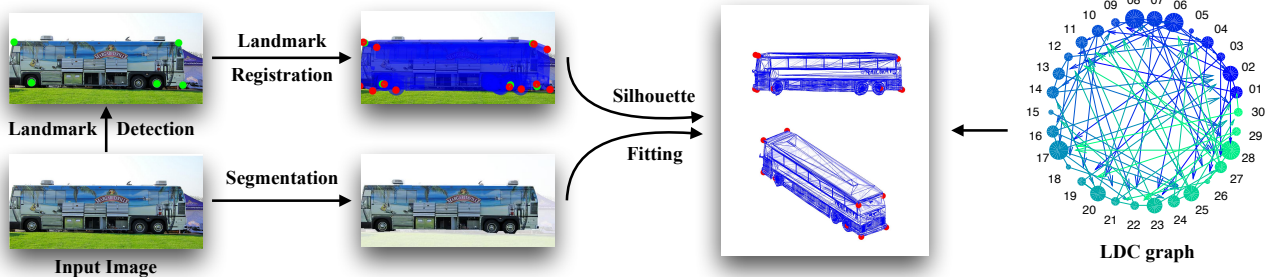 Landmark
Registration
Landmark Detection
Segmentation
Input Image
Silhouette
Fitting
08 07 06
09 05
10 04
11 03
12 02
13 01
14 30
15 29
16 28
17 27
18 26
19 25
20 24
21 22 23
LDC graph